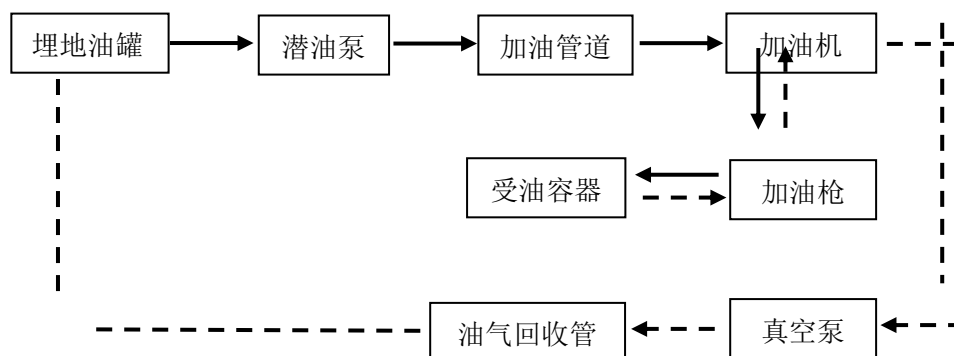 埋地油罐
潜油泵
加油管道
加油机
受油容器
加油枪
油气回收管
真空泵